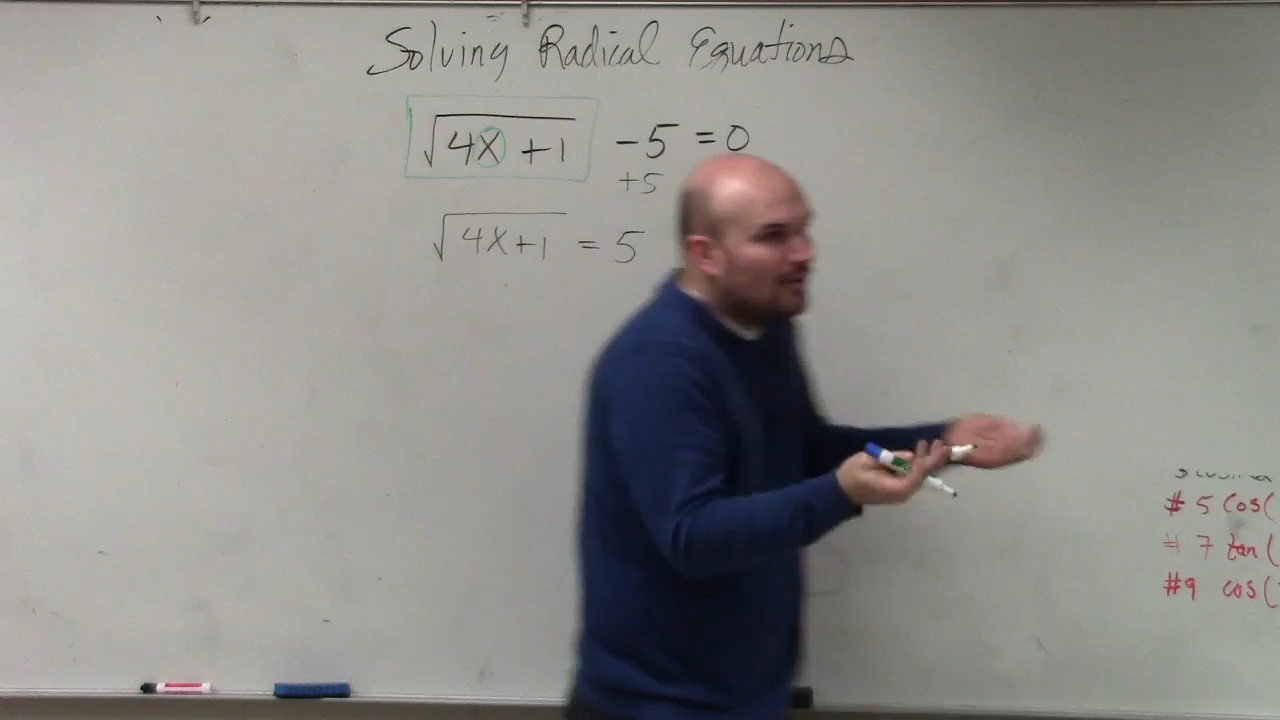 Solving Radical Equations
√4x + 1 - 5 = 0
+5
√4x + 1 = 5
# 5 cos(
# 7 tan(
#9 cos(